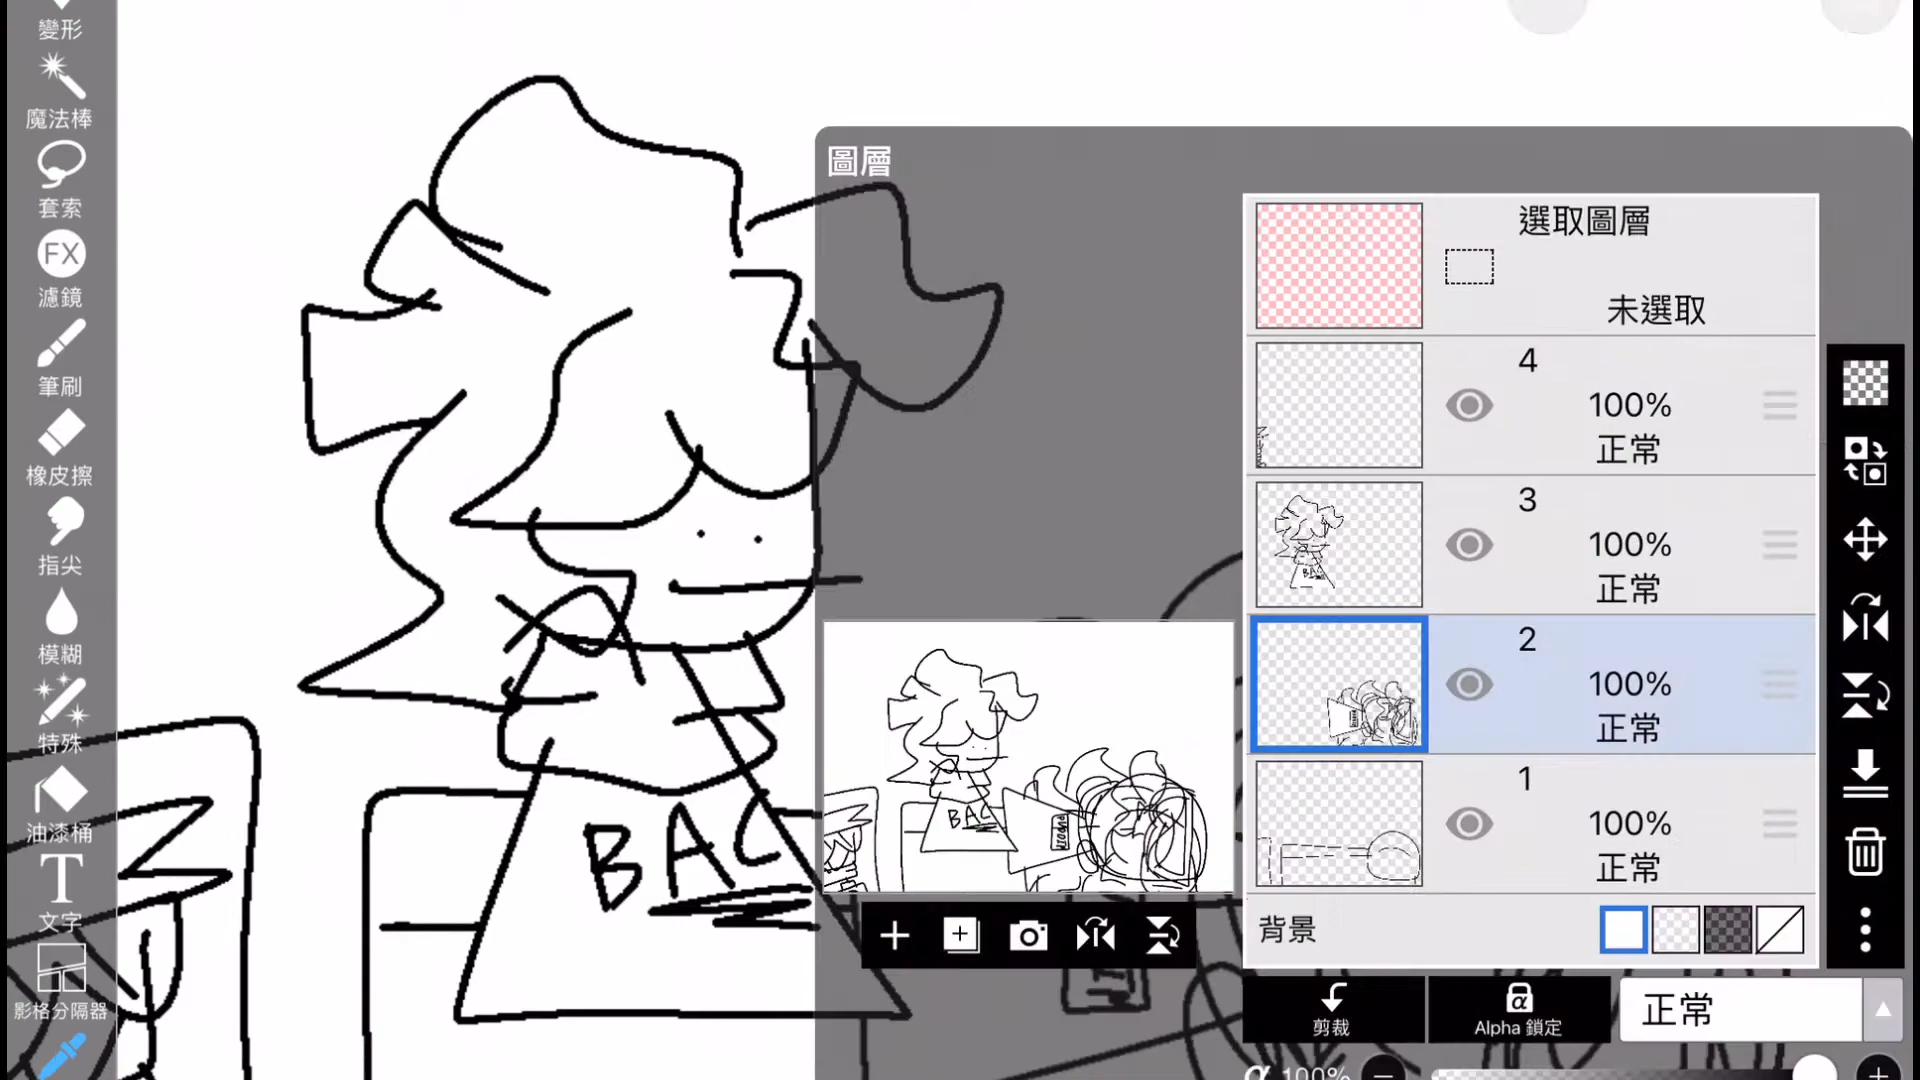 變形
魔法棒
套索
FX
濾鏡
筆刷
橡皮擦
指尖
模糊
特殊
油漆桶
T
文字
影格分隔器
BAC
圖層
選取圖層
未選取
4
100%
正常
3
100%
正常
2
100%
正常
1
100%
正常
背景
剪裁
α
Alpha 鎖定
正常
α 100%
BAC